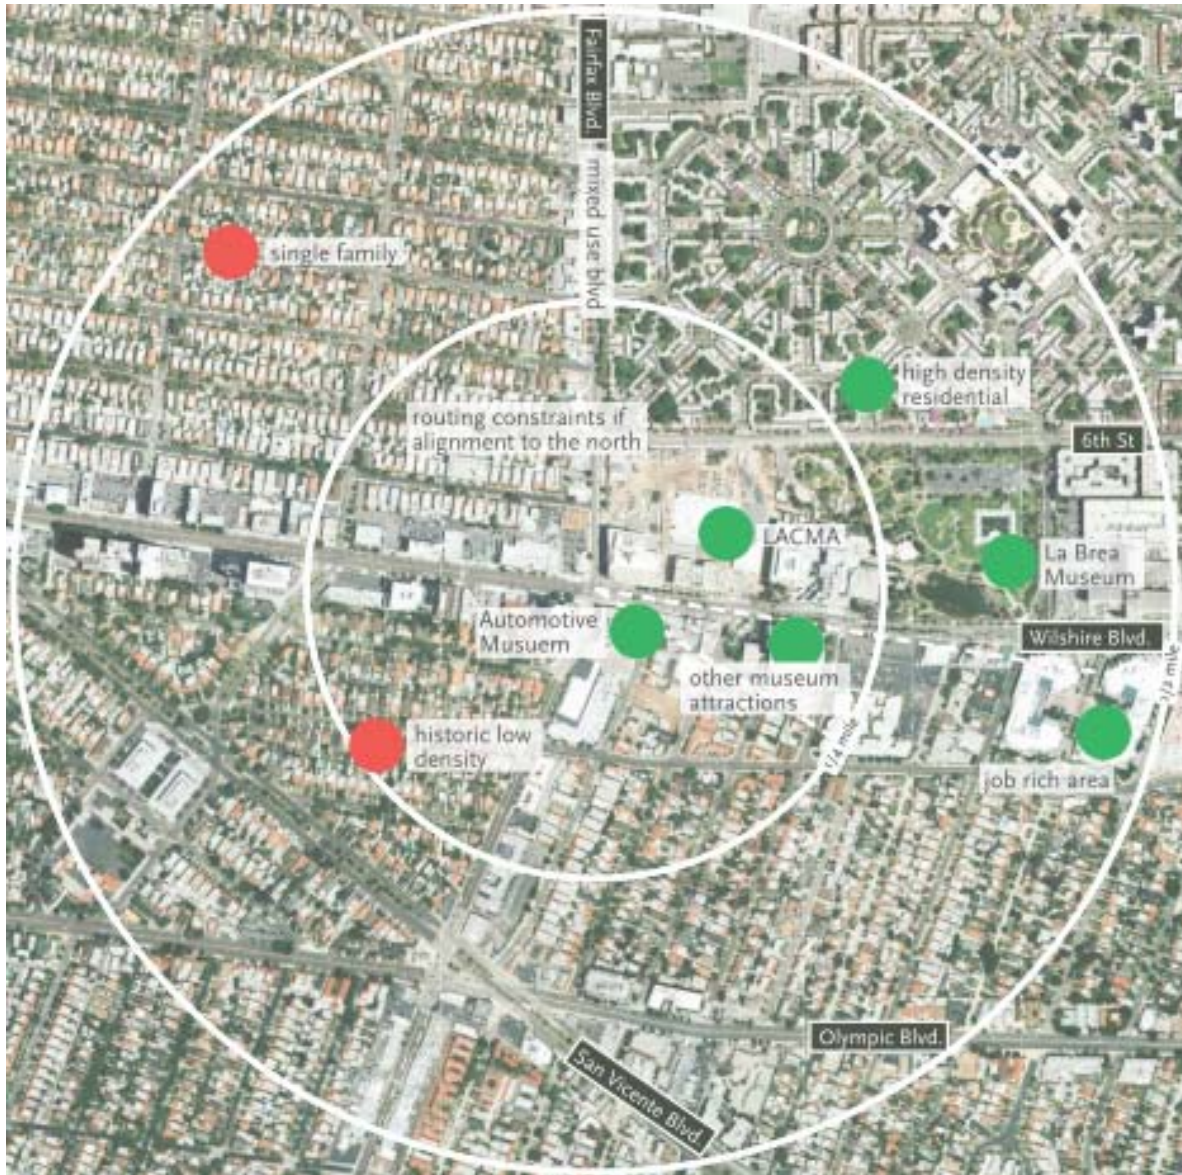 Fairfax Blvd.
mixed use blvd
single family
high density
residential
routing constraints if
alignment to the north
6th St
LACMA
La Brea
Museum
Automotive
Musuem
Wilshire Blvd.
other museum
attractions
1/2 mile
historic low
density
1/4 mile
job rich area
Olympic Blvd.
San Vicente Blvd.